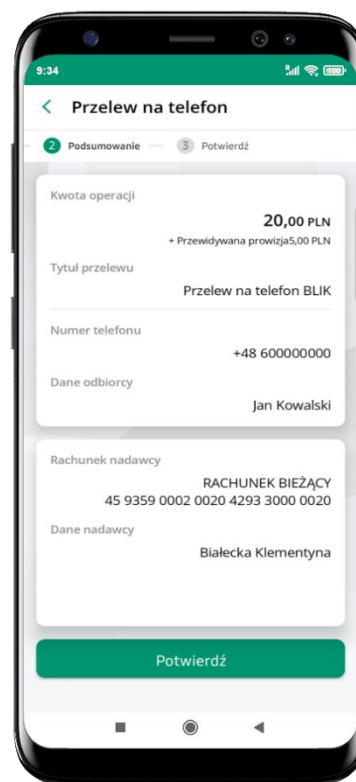 9:34
Przelew na telefon
2 Podsumowanie 3 Potwierdź
Kwota operacji
20,00 PLN
+ Przewidywana prowizja5,00 PLN
Tytuł przelewu
Przelew na telefon BLIK
Numer telefonu
+48 600000000
Dane odbiorcy
Jan Kowalski
Rachunek nadawcy
RACHUNEK BIEŻĄCY
45 9359 0002 0020 4293 3000 0020
Dane nadawcy
Białecka Klementyna
Potwierdź